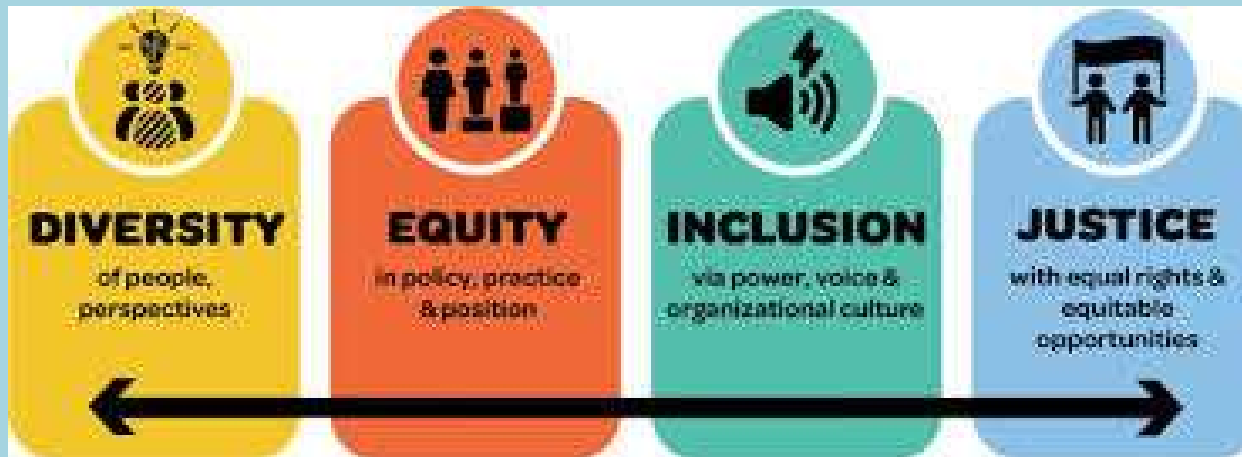 DIVERSITY
of people,
perspectives
EQUITY
in policy, practice
& position
INCLUSION
via power, voice &
organizational culture
JUSTICE
with equal rights &
equitable
opportunities